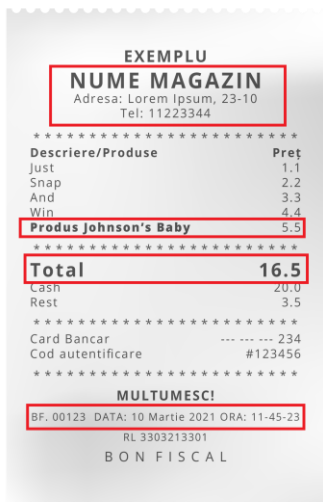 EXEMPLU
NUME MAGAZIN
Adresa: Lorem Ipsum, 23-10
Tel: 11223344
* * * * * * * * * * * * * * * * * * * * * * * *
Descriere/Produse Preț
Just 1.1
Snap 2.2
And 3.3
Win 4.4
Produs Johnson's Baby 5.5
* * * * * * * * * * * * * * * * * * * * * * * *
Total 16.5
Cash 20.0
Rest 3.5
* * * * * * * * * * * * * * * * * * * * * * * *
Card Bancar --- --- --- 234
Cod autentificare #123456
* * * * * * * * * * * * * * * * * * * * * * * *
MULTUMESC!
BF. 00123 DATA: 10 Martie 2021 ORA: 11-45-23
RL 3303213301
BON FISCAL